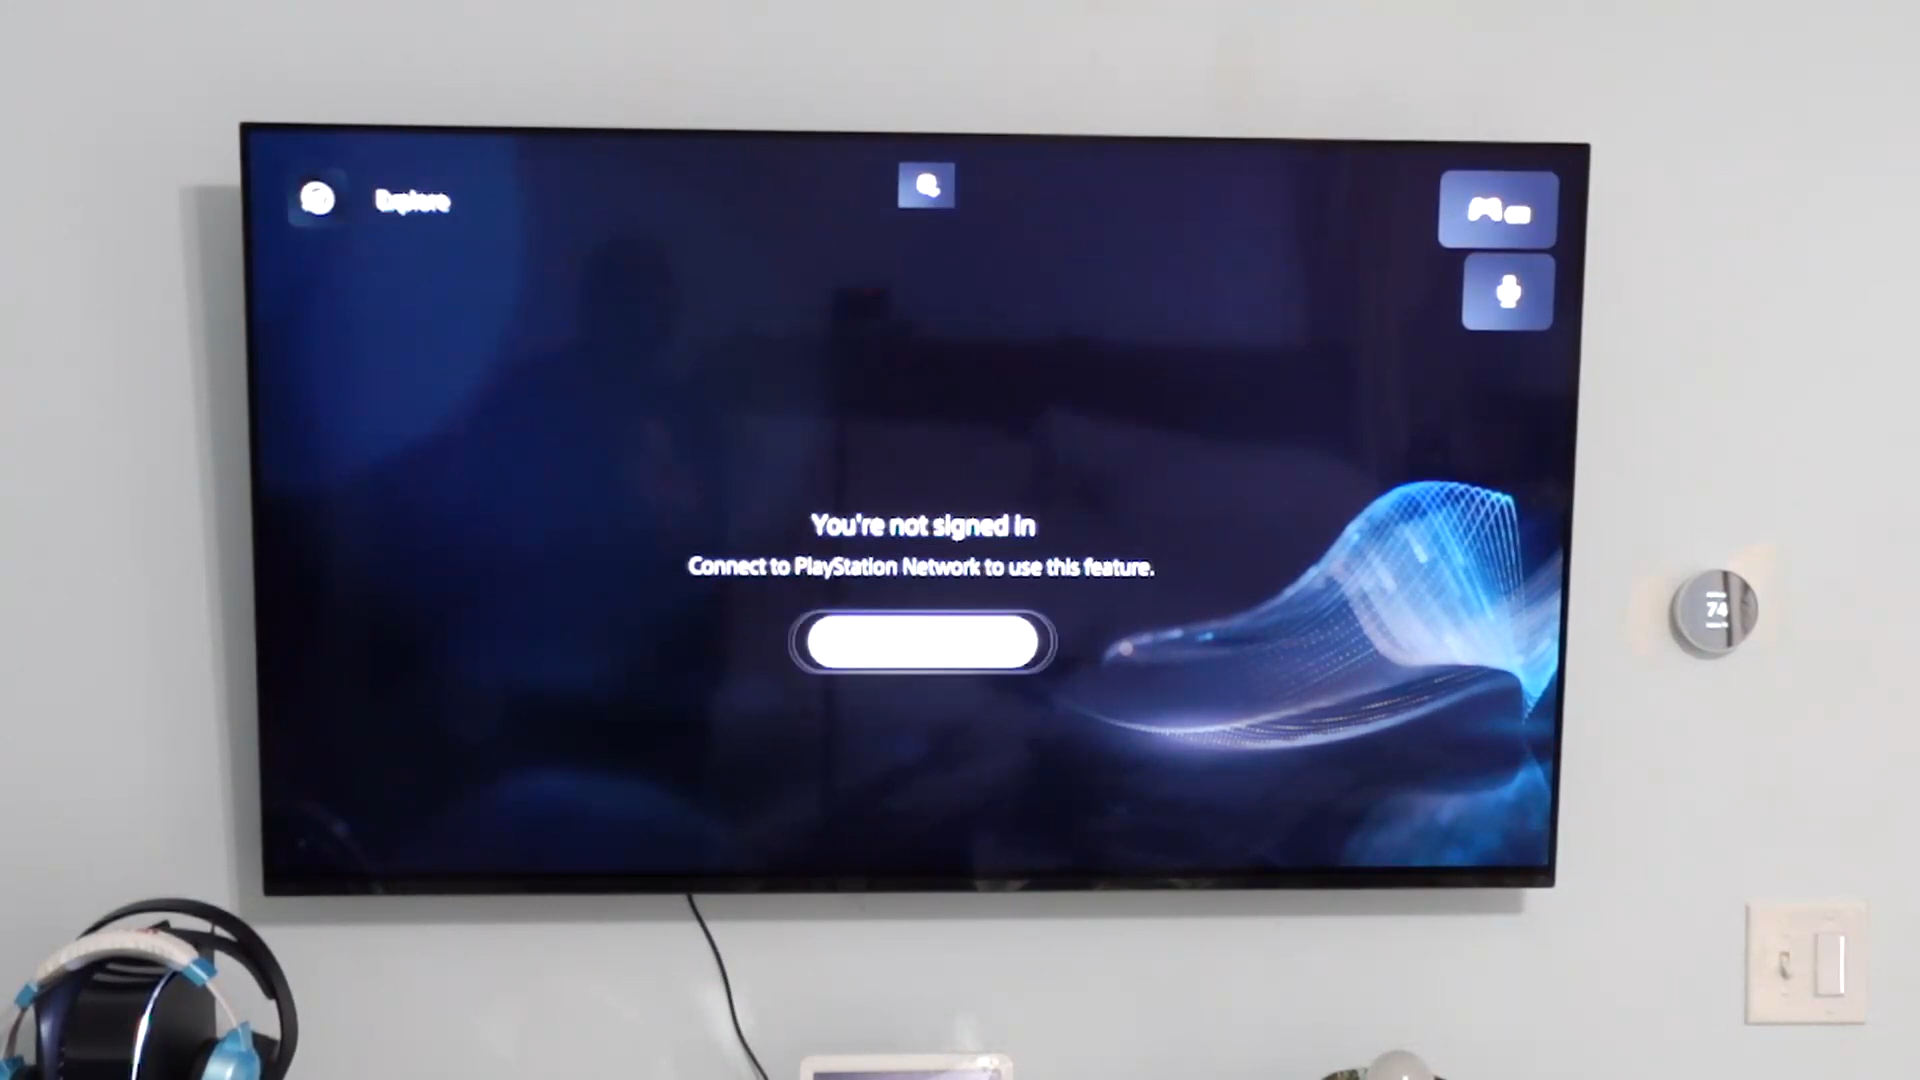 Explore
You're not signed in
Connect to PlayStation Network to use this feature.
74